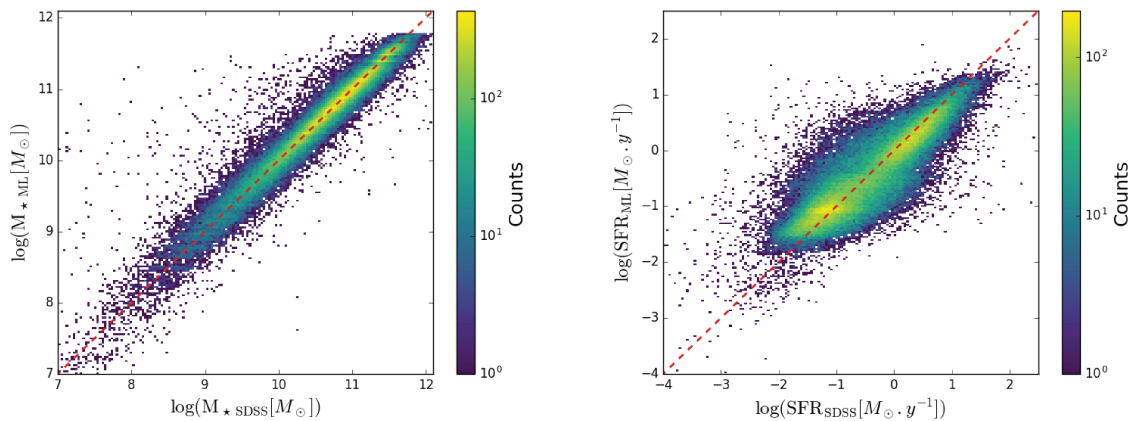 12
11
10
9
8
7
7 8 9 10 11 12
log(M⋆ ML[M⊙])
log(M⋆ SDSS[M⊙])
10²
10¹
10⁰
Counts
2
1
0
−1
−2
−3
−4
−4 −3 −2 −1 0 1 2
log(SFR_ML[M⊙ y⁻¹])
log(SFR_SDSS[M⊙.y⁻¹])
10²
10¹
10⁰
Counts